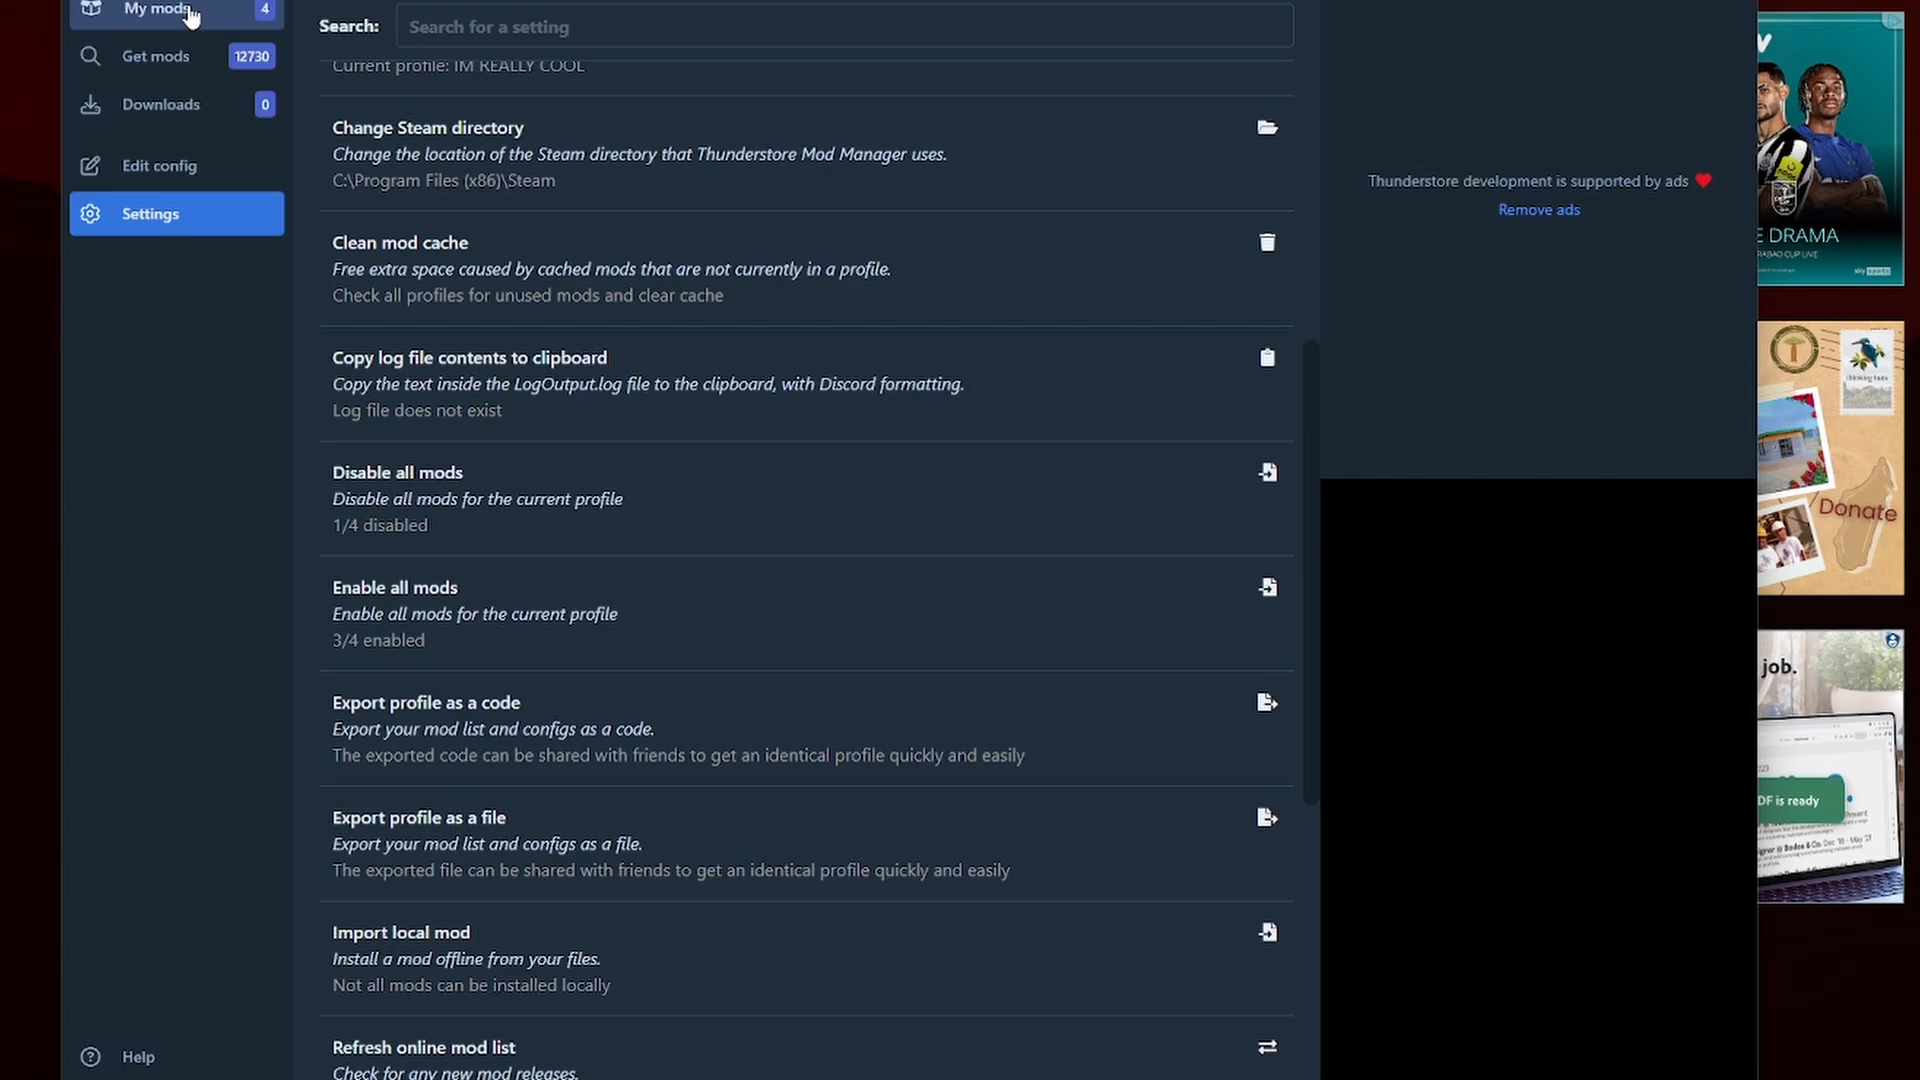 My mods 4
Get mods 12730
Downloads 0
Edit config
Settings
Help
Search: Search for a setting
Current profile: IM REALLY COOL
Change Steam directory
Change the location of the Steam directory that Thunderstore Mod Manager uses.
C:\Program Files (x86)\Steam
Clean mod cache
Free extra space caused by cached mods that are not currently in a profile.
Check all profiles for unused mods and clear cache
Copy log file contents to clipboard
Copy the text inside the LogOutput.log file to the clipboard, with Discord formatting.
Log file does not exist
Disable all mods
Disable all mods for the current profile
1/4 disabled
Enable all mods
Enable all mods for the current profile
3/4 enabled
Export profile as a code
Export your mod list and configs as a code.
The exported code can be shared with friends to get an identical profile quickly and easily
Export profile as a file
Export your mod list and configs as a file.
The exported file can be shared with friends to get an identical profile quickly and easily
Import local mod
Install a mod offline from your files.
Not all mods can be installed locally
Refresh online mod list
Check for any new mod releases.
Thunderstore development is supported by ads
Remove ads
E DRAMA
CUP LIVE
sky sports
Donate
job.
DF is ready